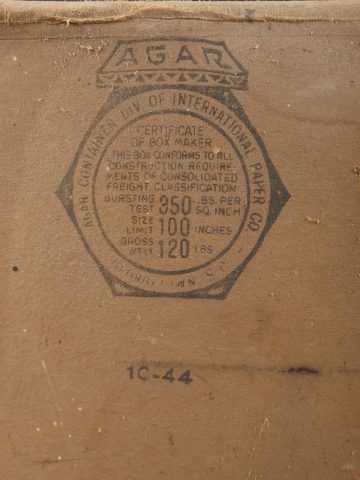 AGAR
AGAR CONTAINER DIV. OF INTERNATIONAL PAPER CO.
CERTIFICATE
OF BOX MAKER
THIS BOX CONFORMS TO ALL
CONSTRUCTION REQUIRE-
MENTS OF CONSOLIDATED
FREIGHT CLASSIFICATION
BURSTING TEST 350 LBS. PER SQ. INCH
SIZE LIMIT 100 INCHES
GROSS WT. 120 LBS
1C-44